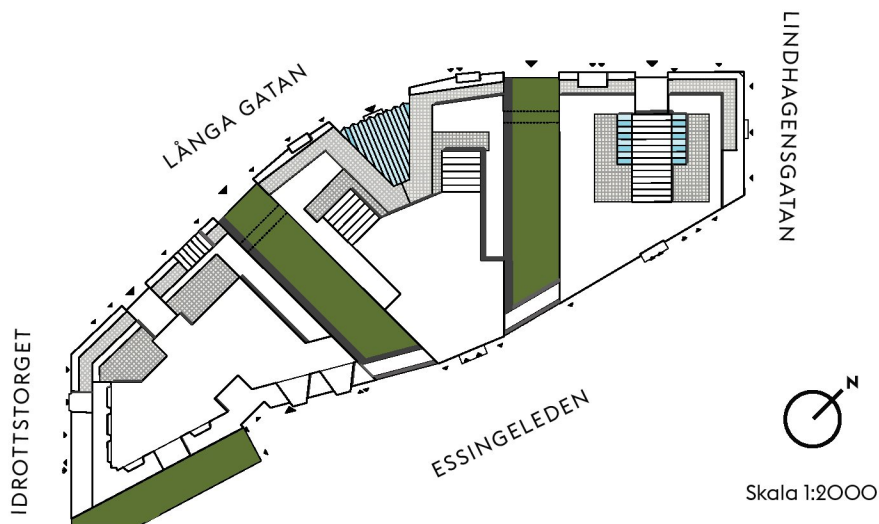 LÅNGA GATAN
LINDHAGENSGATAN
IDROTTSTORGET
ESSINGELEDEN
N
Skala 1:2000